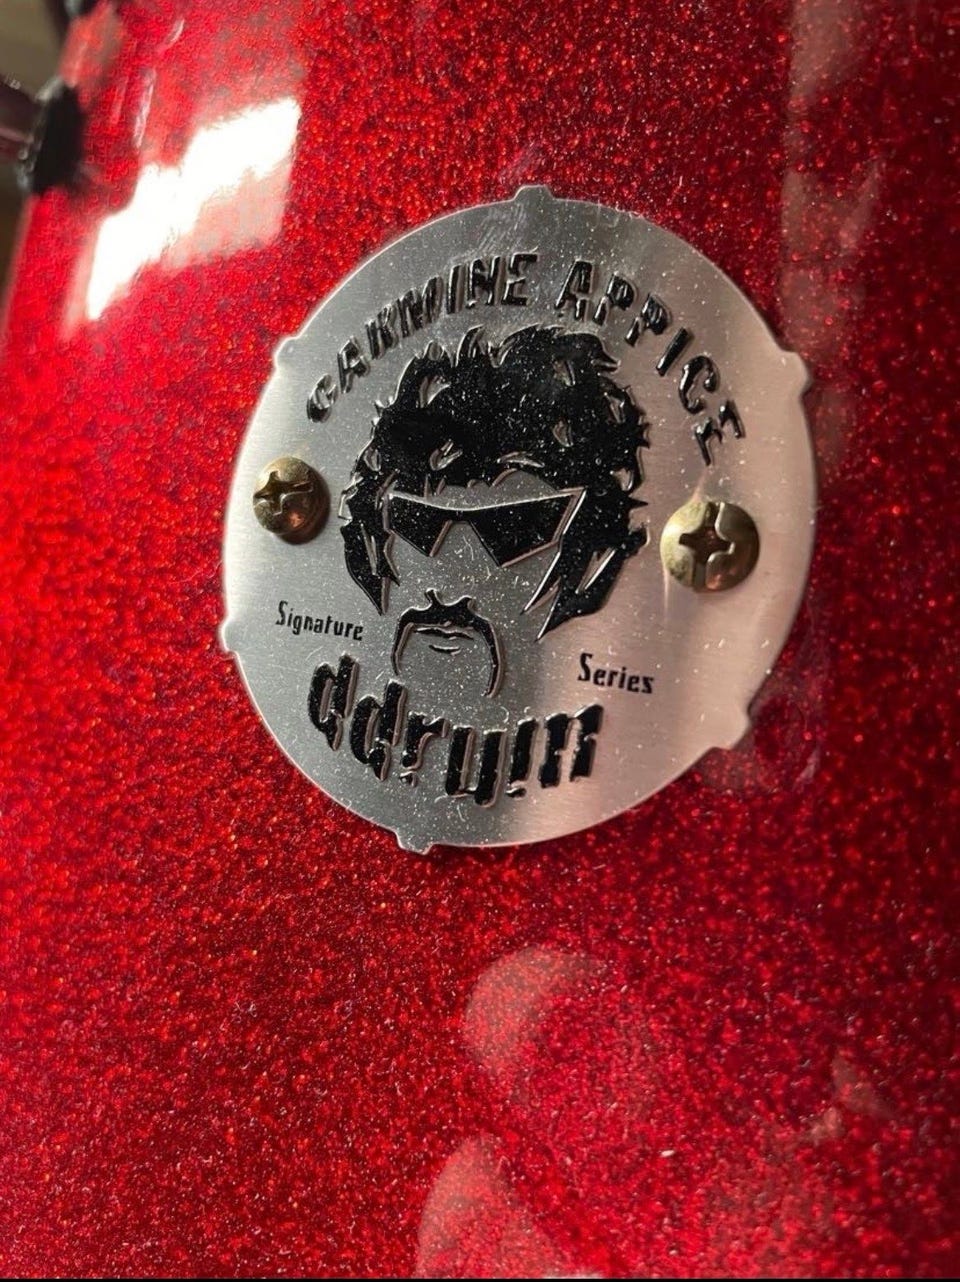 CARMINE APPICE
Signature
Series
ddrum